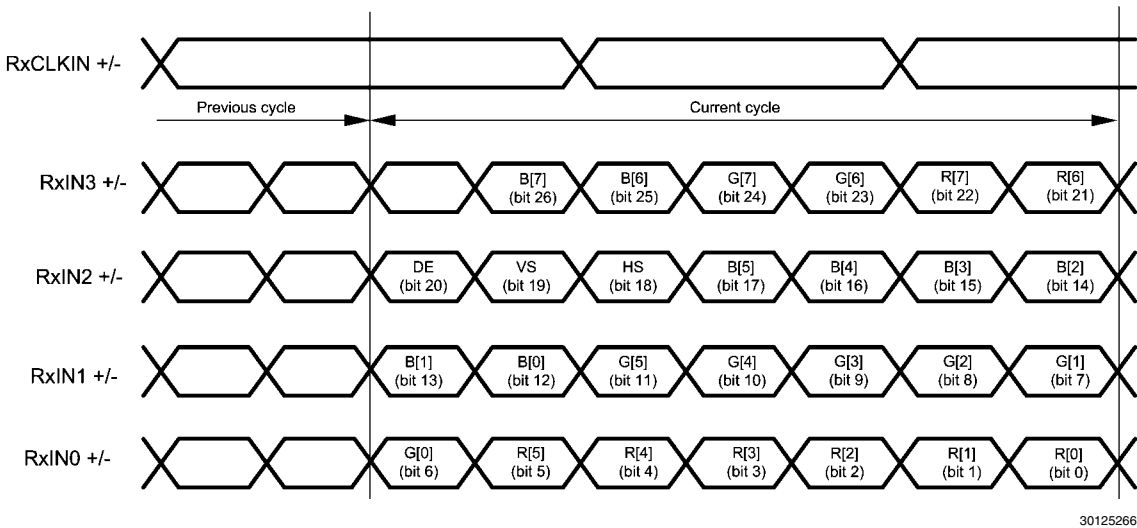 RxCLKIN +/-
Previous cycle
Current cycle
RxIN3 +/-
B[7] B[6] G[7] G[6] R[7] R[6]
(bit 26) (bit 25) (bit 24) (bit 23) (bit 22) (bit 21)
RxIN2 +/-
DE VS HS B[5] B[4] B[3] B[2]
(bit 20) (bit 19) (bit 18) (bit 17) (bit 16) (bit 15) (bit 14)
RxIN1 +/-
B[1] B[0] G[5] G[4] G[3] G[2] G[1]
(bit 13) (bit 12) (bit 11) (bit 10) (bit 9) (bit 8) (bit 7)
RxIN0 +/-
G[0] R[5] R[4] R[3] R[2] R[1] R[0]
(bit 6) (bit 5) (bit 4) (bit 3) (bit 2) (bit 1) (bit 0)
30125266